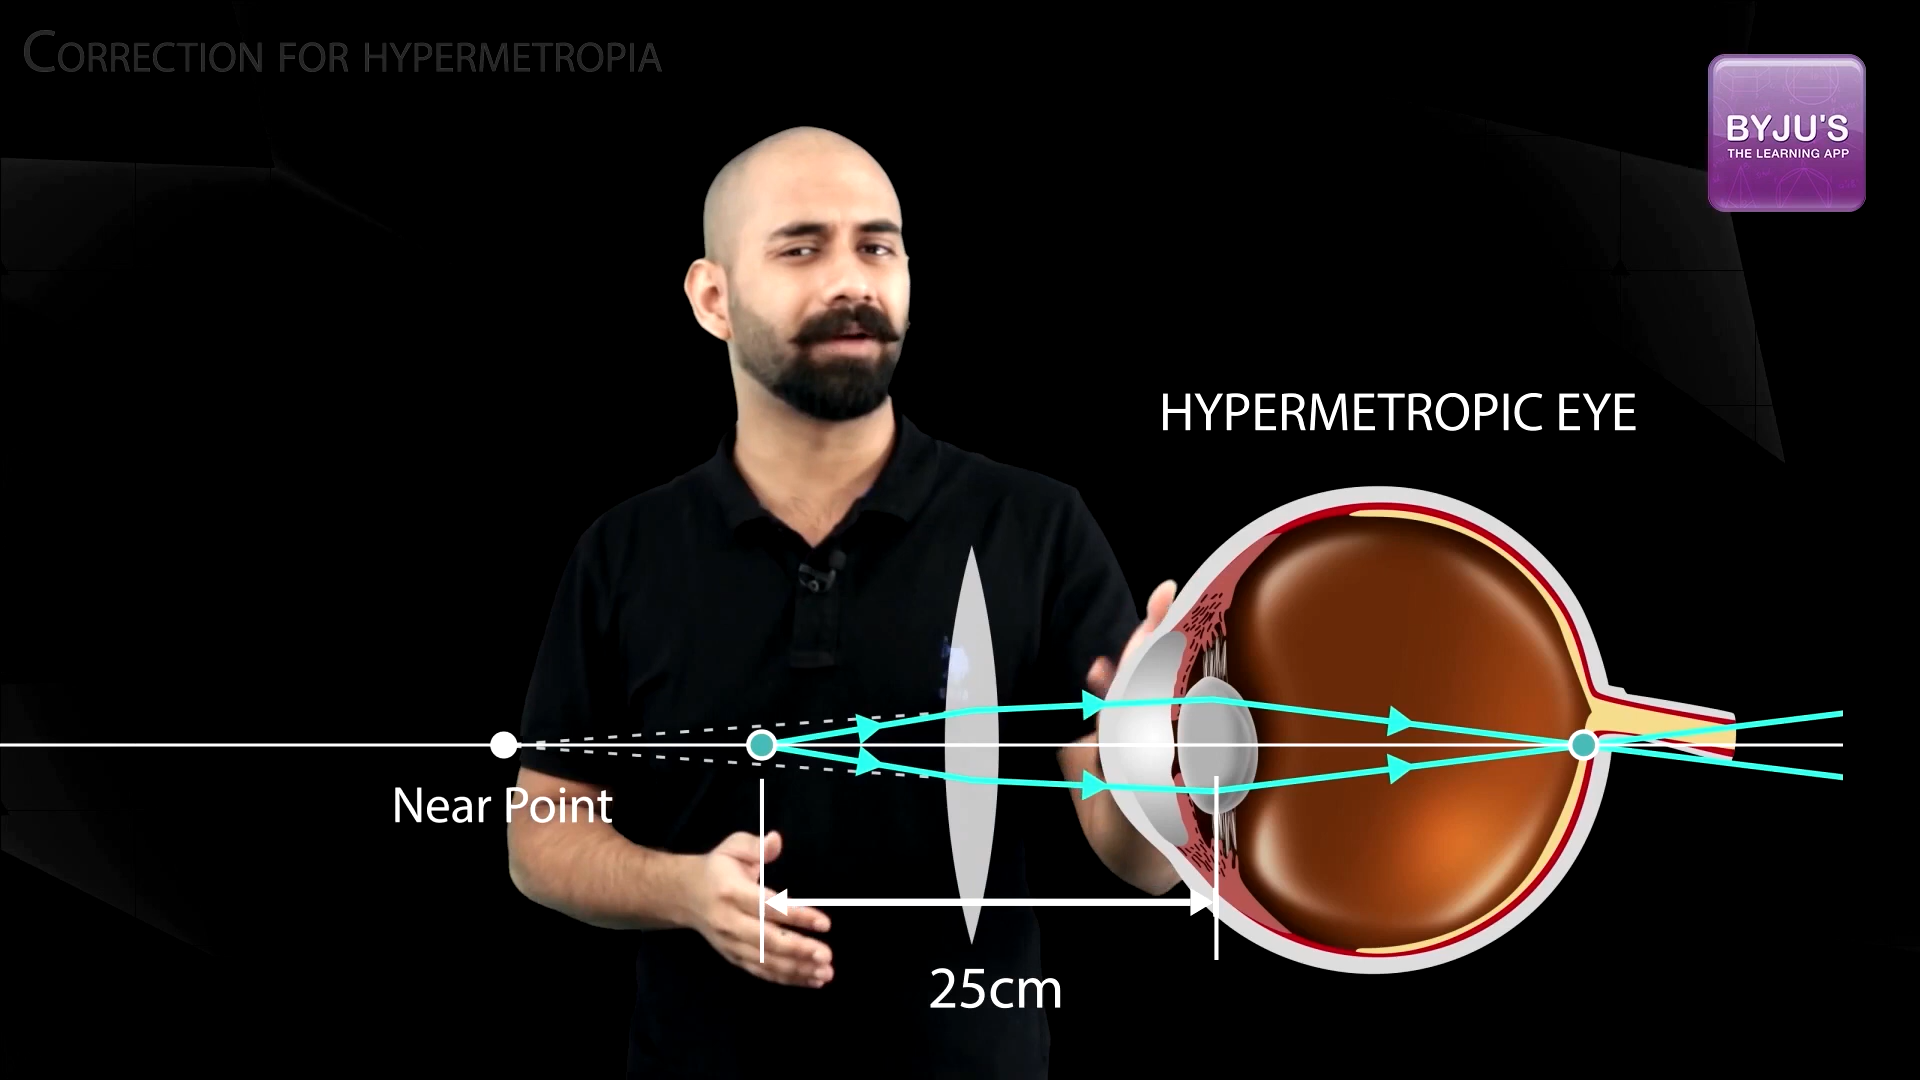 CORRECTION FOR HYPERMETROPIA
BYJU'S
THE LEARNING APP
HYPERMETROPIC EYE
Near Point
25cm